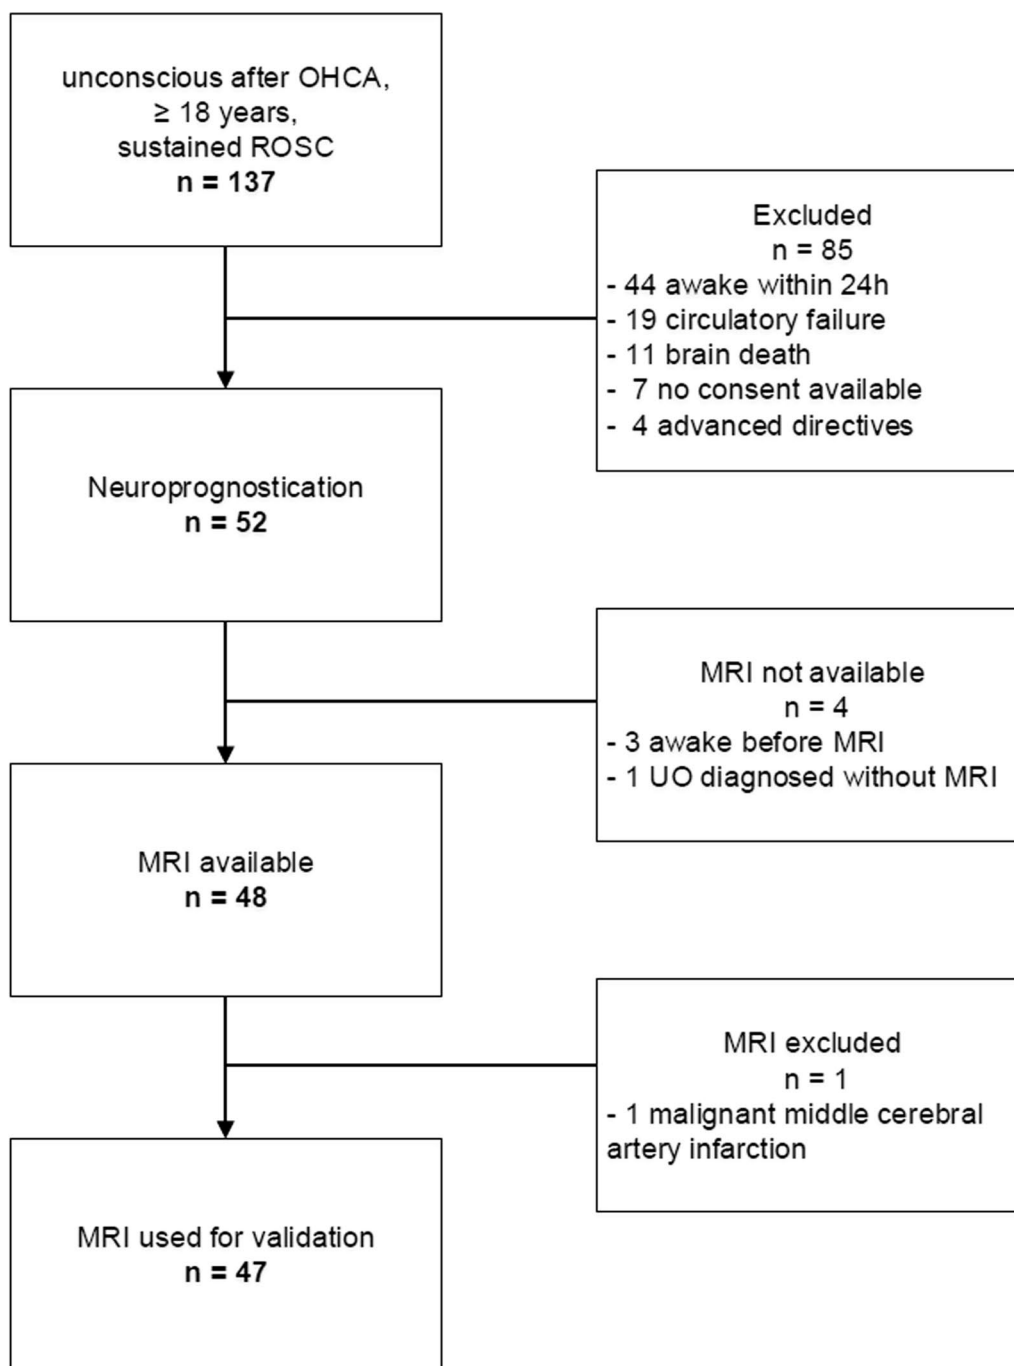 unconscious after OHCA,
≥ 18 years,
sustained ROSC
n = 137
Excluded
n = 85
- 44 awake within 24h
- 19 circulatory failure
- 11 brain death
- 7 no consent available
- 4 advanced directives
Neuroprognostication
n = 52
MRI not available
n = 4
- 3 awake before MRI
- 1 UO diagnosed without MRI
MRI available
n = 48
MRI excluded
n = 1
- 1 malignant middle cerebral
artery infarction
MRI used for validation
n = 47